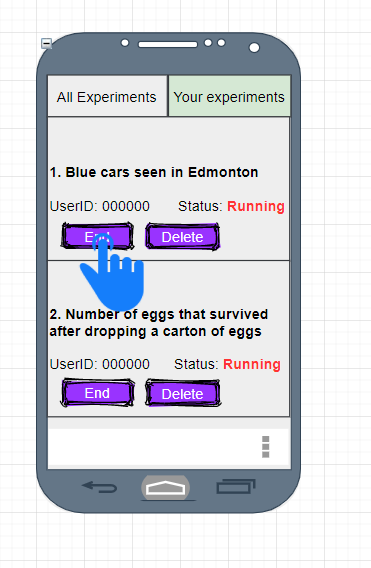 All Experiments
Your experiments
1. Blue cars seen in Edmonton
UserID: 000000 Status: Running
End Delete
2. Number of eggs that survived
after dropping a carton of eggs
UserID: 000000 Status: Running
End Delete